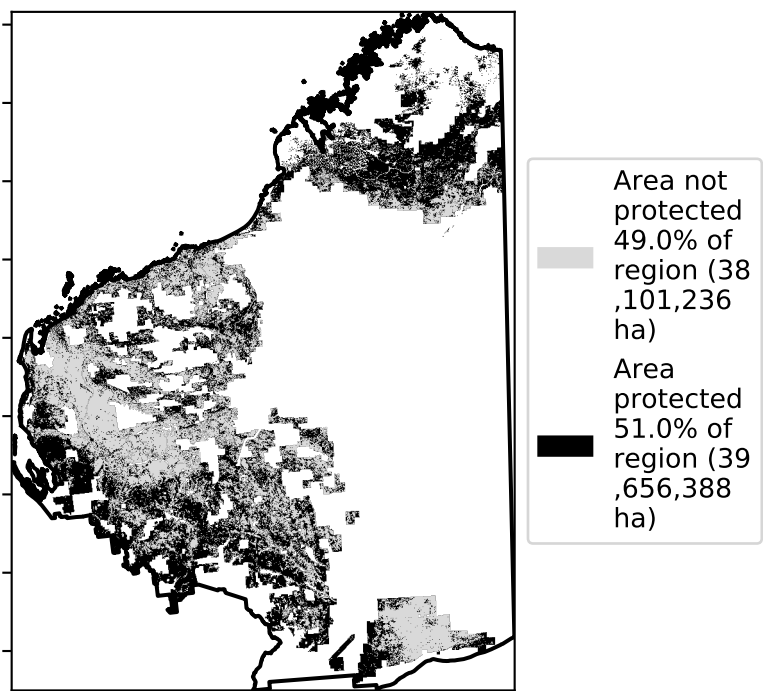 Area not
protected
49.0% of
region (38
,101,236
ha)
Area
protected
51.0% of
region (39
,656,388
ha)